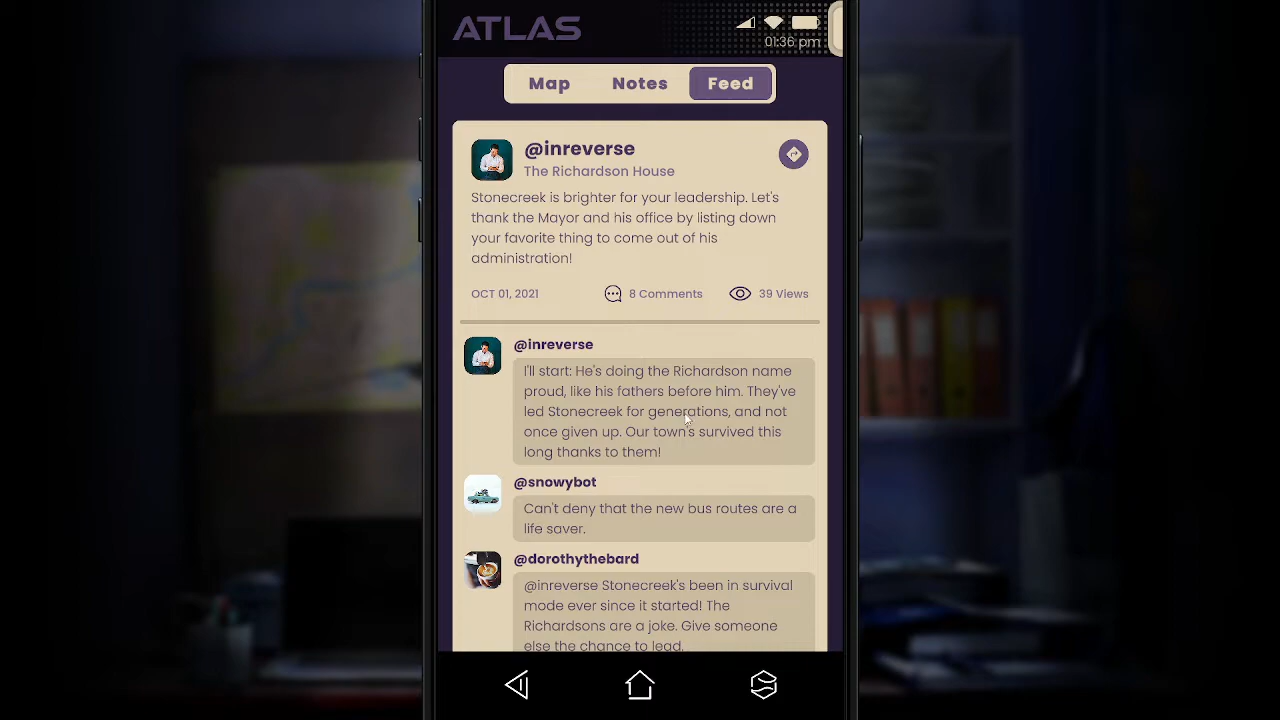 ATLAS
01:36 pm
Map Notes Feed
@inreverse
The Richardson House
Stonecreek is brighter for your leadership. Let's
thank the Mayor and his office by listing down
your favorite thing to come out of his
administration!
OCT 01, 2021 8 Comments 39 Views
@inreverse
I'll start: He's doing the Richardson name
proud, like his fathers before him. They've
led Stonecreek for generations, and not
once given up. Our town's survived this
long thanks to them!
@snowybot
Can't deny that the new bus routes are a
life saver.
@dorothythebard
@inreverse Stonecreek's been in survival
mode ever since it started! The
Richardsons are a joke. Give someone
else the chance to lead.